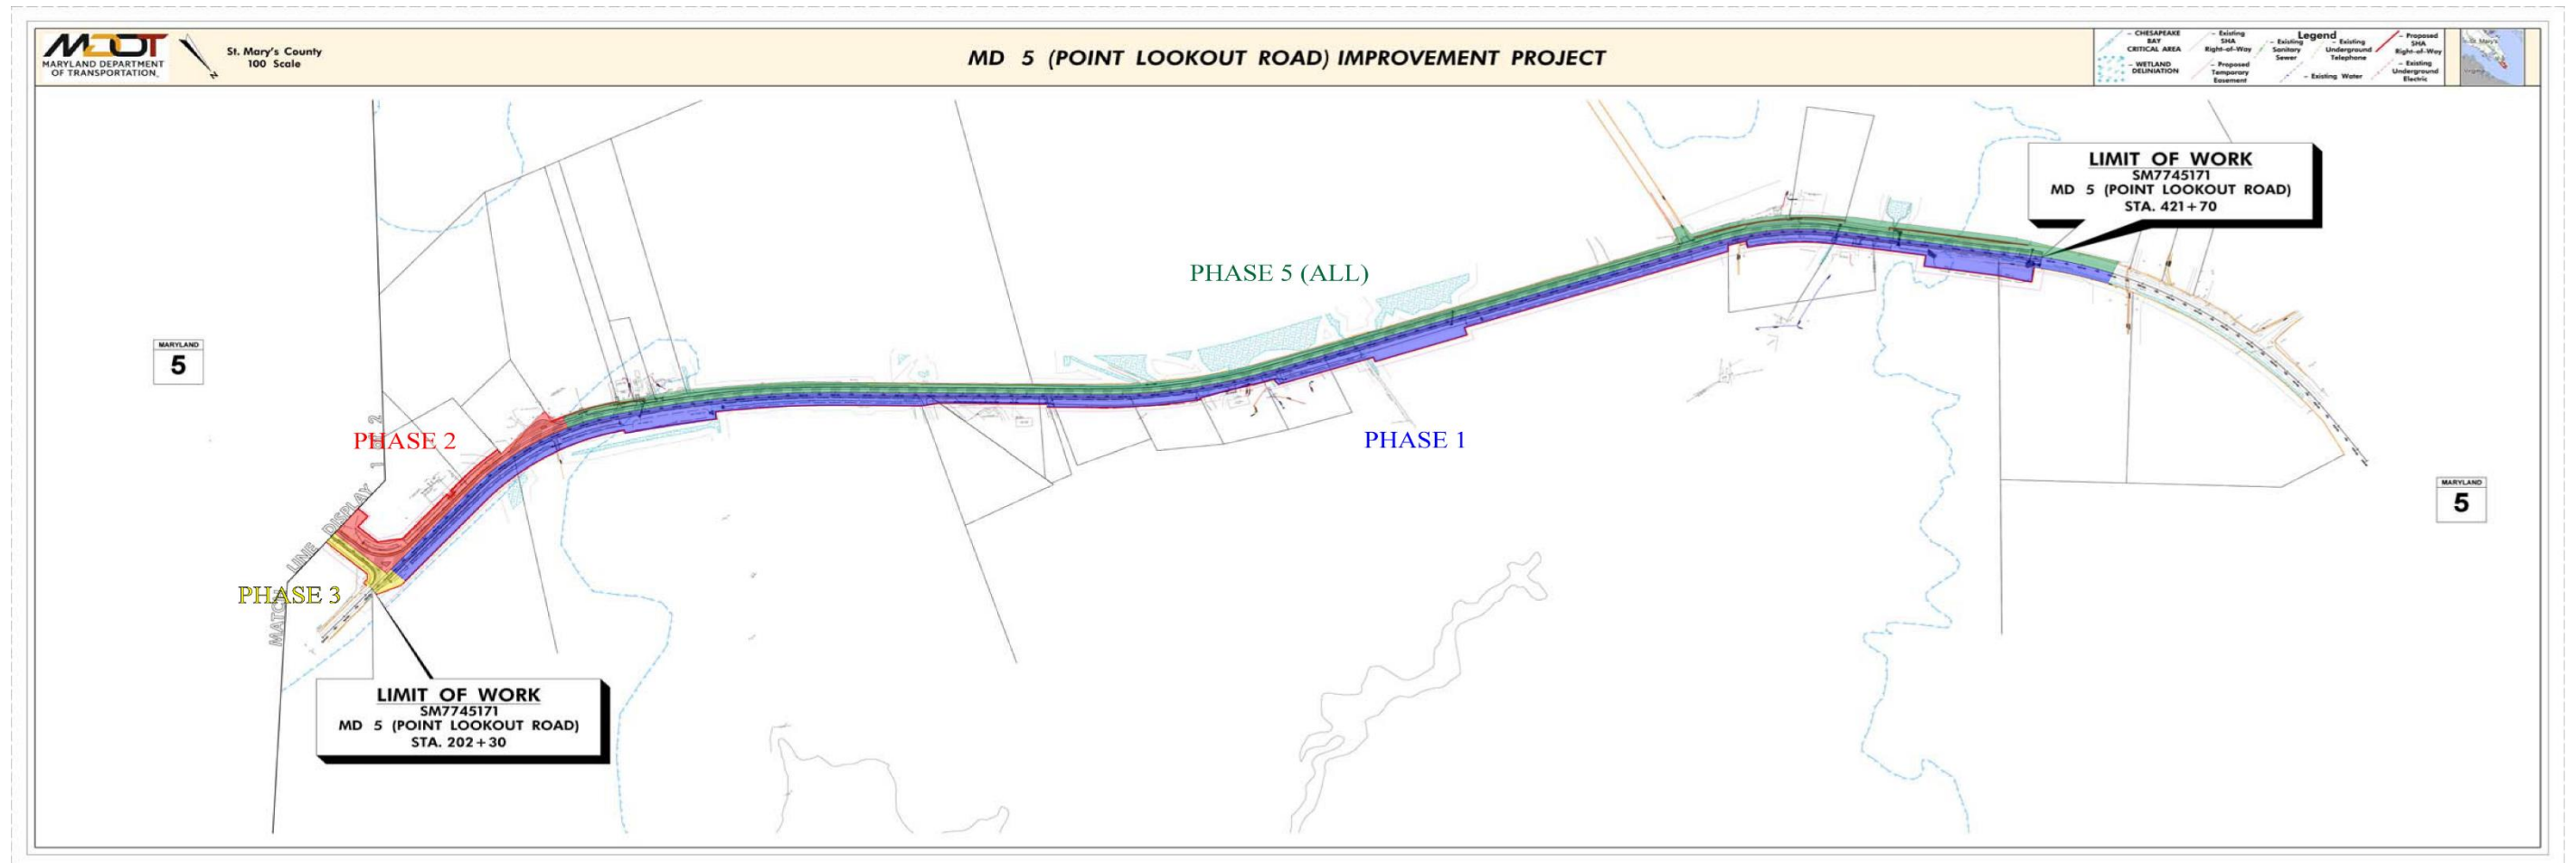 MDOT
MARYLAND DEPARTMENT
OF TRANSPORTATION
N
St. Mary's County
100 Scale
MD 5 (POINT LOOKOUT ROAD) IMPROVEMENT PROJECT
Legend
- CHESAPEAKE
BAY
CRITICAL AREA
- WETLAND
DELINIATION
- Existing
SHA
Right-of-Way
- Proposed
Temporary
Easement
- Existing
Sanitary
Sewer
- Existing
Underground
Telephone
- Existing Water
- Proposed
SHA
Right-of-Way
- Existing
Underground
Electric
LIMIT OF WORK
SM7745171
MD 5 (POINT LOOKOUT ROAD)
STA. 421+70
PHASE 5 (ALL)
MARYLAND
5
PHASE 2
PHASE 1
MARYLAND
5
MATCH LINE DISPLAY 1 2
PHASE 3
LIMIT OF WORK
SM7745171
MD 5 (POINT LOOKOUT ROAD)
STA. 202+30